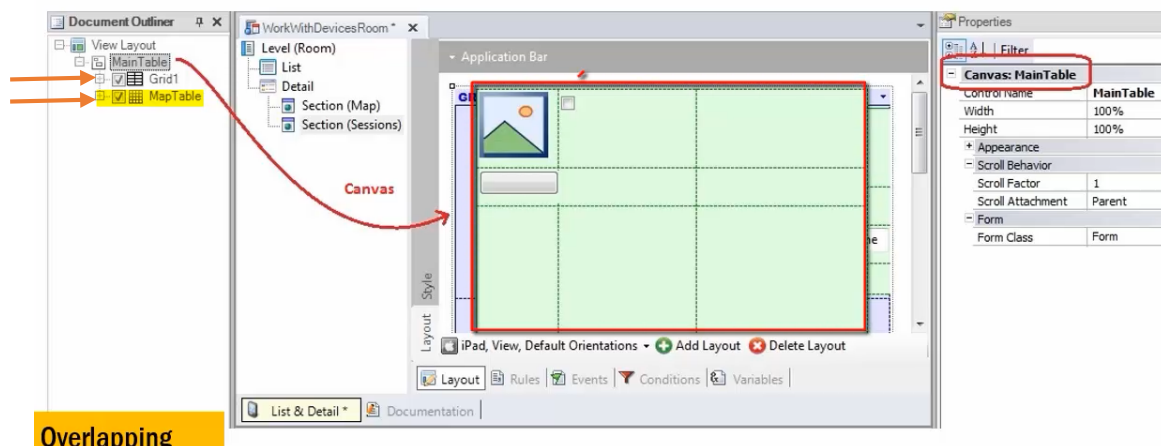 Document Outliner
View Layout
MainTable
Grid1
MapTable
WorkWithDevicesRoom *
Level (Room)
List
Detail
Section (Map)
Section (Sessions)
Canvas
Application Bar
Style
Layout
iPad, View, Default Orientations
Add Layout
Delete Layout
Layout
Rules
Events
Conditions
Variables
List & Detail *
Documentation
Properties
Filter
Canvas: MainTable
Control Name MainTable
Width 100%
Height 100%
Appearance
Scroll Behavior
Scroll Factor 1
Scroll Attachment Parent
Form
Form Class Form
Overlapping